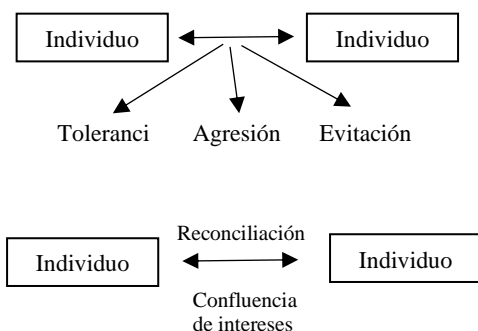 Individuo Individuo
Toleranci Agresión Evitación
Reconciliación
Individuo Individuo
Confluencia
de intereses